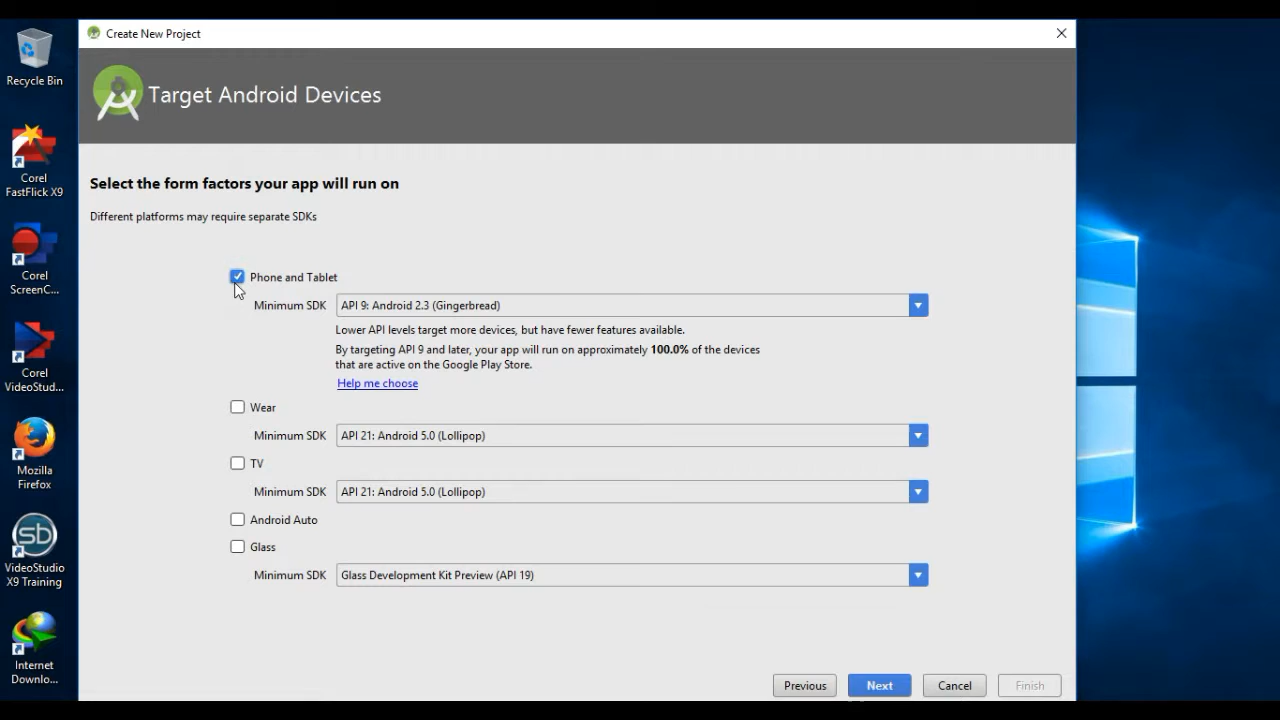 Create New Project
Target Android Devices
Select the form factors your app will run on
Different platforms may require separate SDKs
Phone and Tablet
Minimum SDK API 9: Android 2.3 (Gingerbread)
Lower API levels target more devices, but have fewer features available.
By targeting API 9 and later, your app will run on approximately 100.0% of the devices
that are active on the Google Play Store.
Help me choose
Wear
Minimum SDK API 21: Android 5.0 (Lollipop)
TV
Minimum SDK API 21: Android 5.0 (Lollipop)
Android Auto
Glass
Minimum SDK Glass Development Kit Preview (API 19)
Previous Next Cancel Finish
Recycle Bin
Corel
FastFlick X9
Corel
ScreenC...
Corel
VideoStud...
Mozilla
Firefox
sb
VideoStudio
X9 Training
Internet
Downlo...